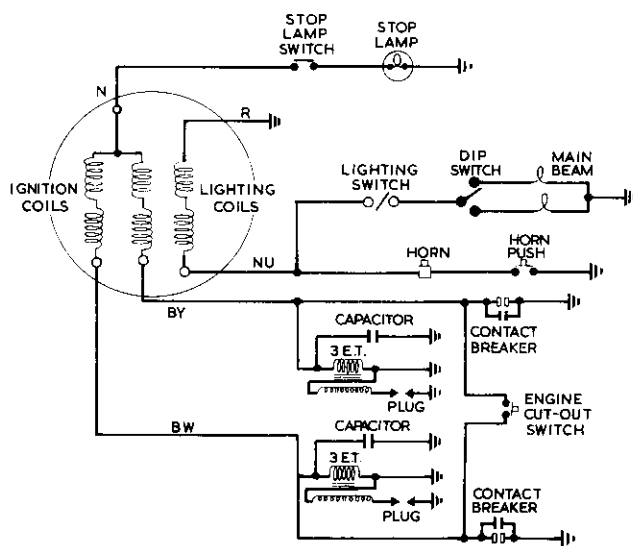 STOP
LAMP
SWITCH
STOP
LAMP
N
R
IGNITION
COILS
LIGHTING
COILS
LIGHTING
SWITCH
DIP
SWITCH
MAIN
BEAM
NU
HORN
HORN
PUSH
BY
CAPACITOR
3 E.T.
PLUG
CONTACT
BREAKER
ENGINE
CUT-OUT
SWITCH
BW
CAPACITOR
3 E.T.
PLUG
CONTACT
BREAKER